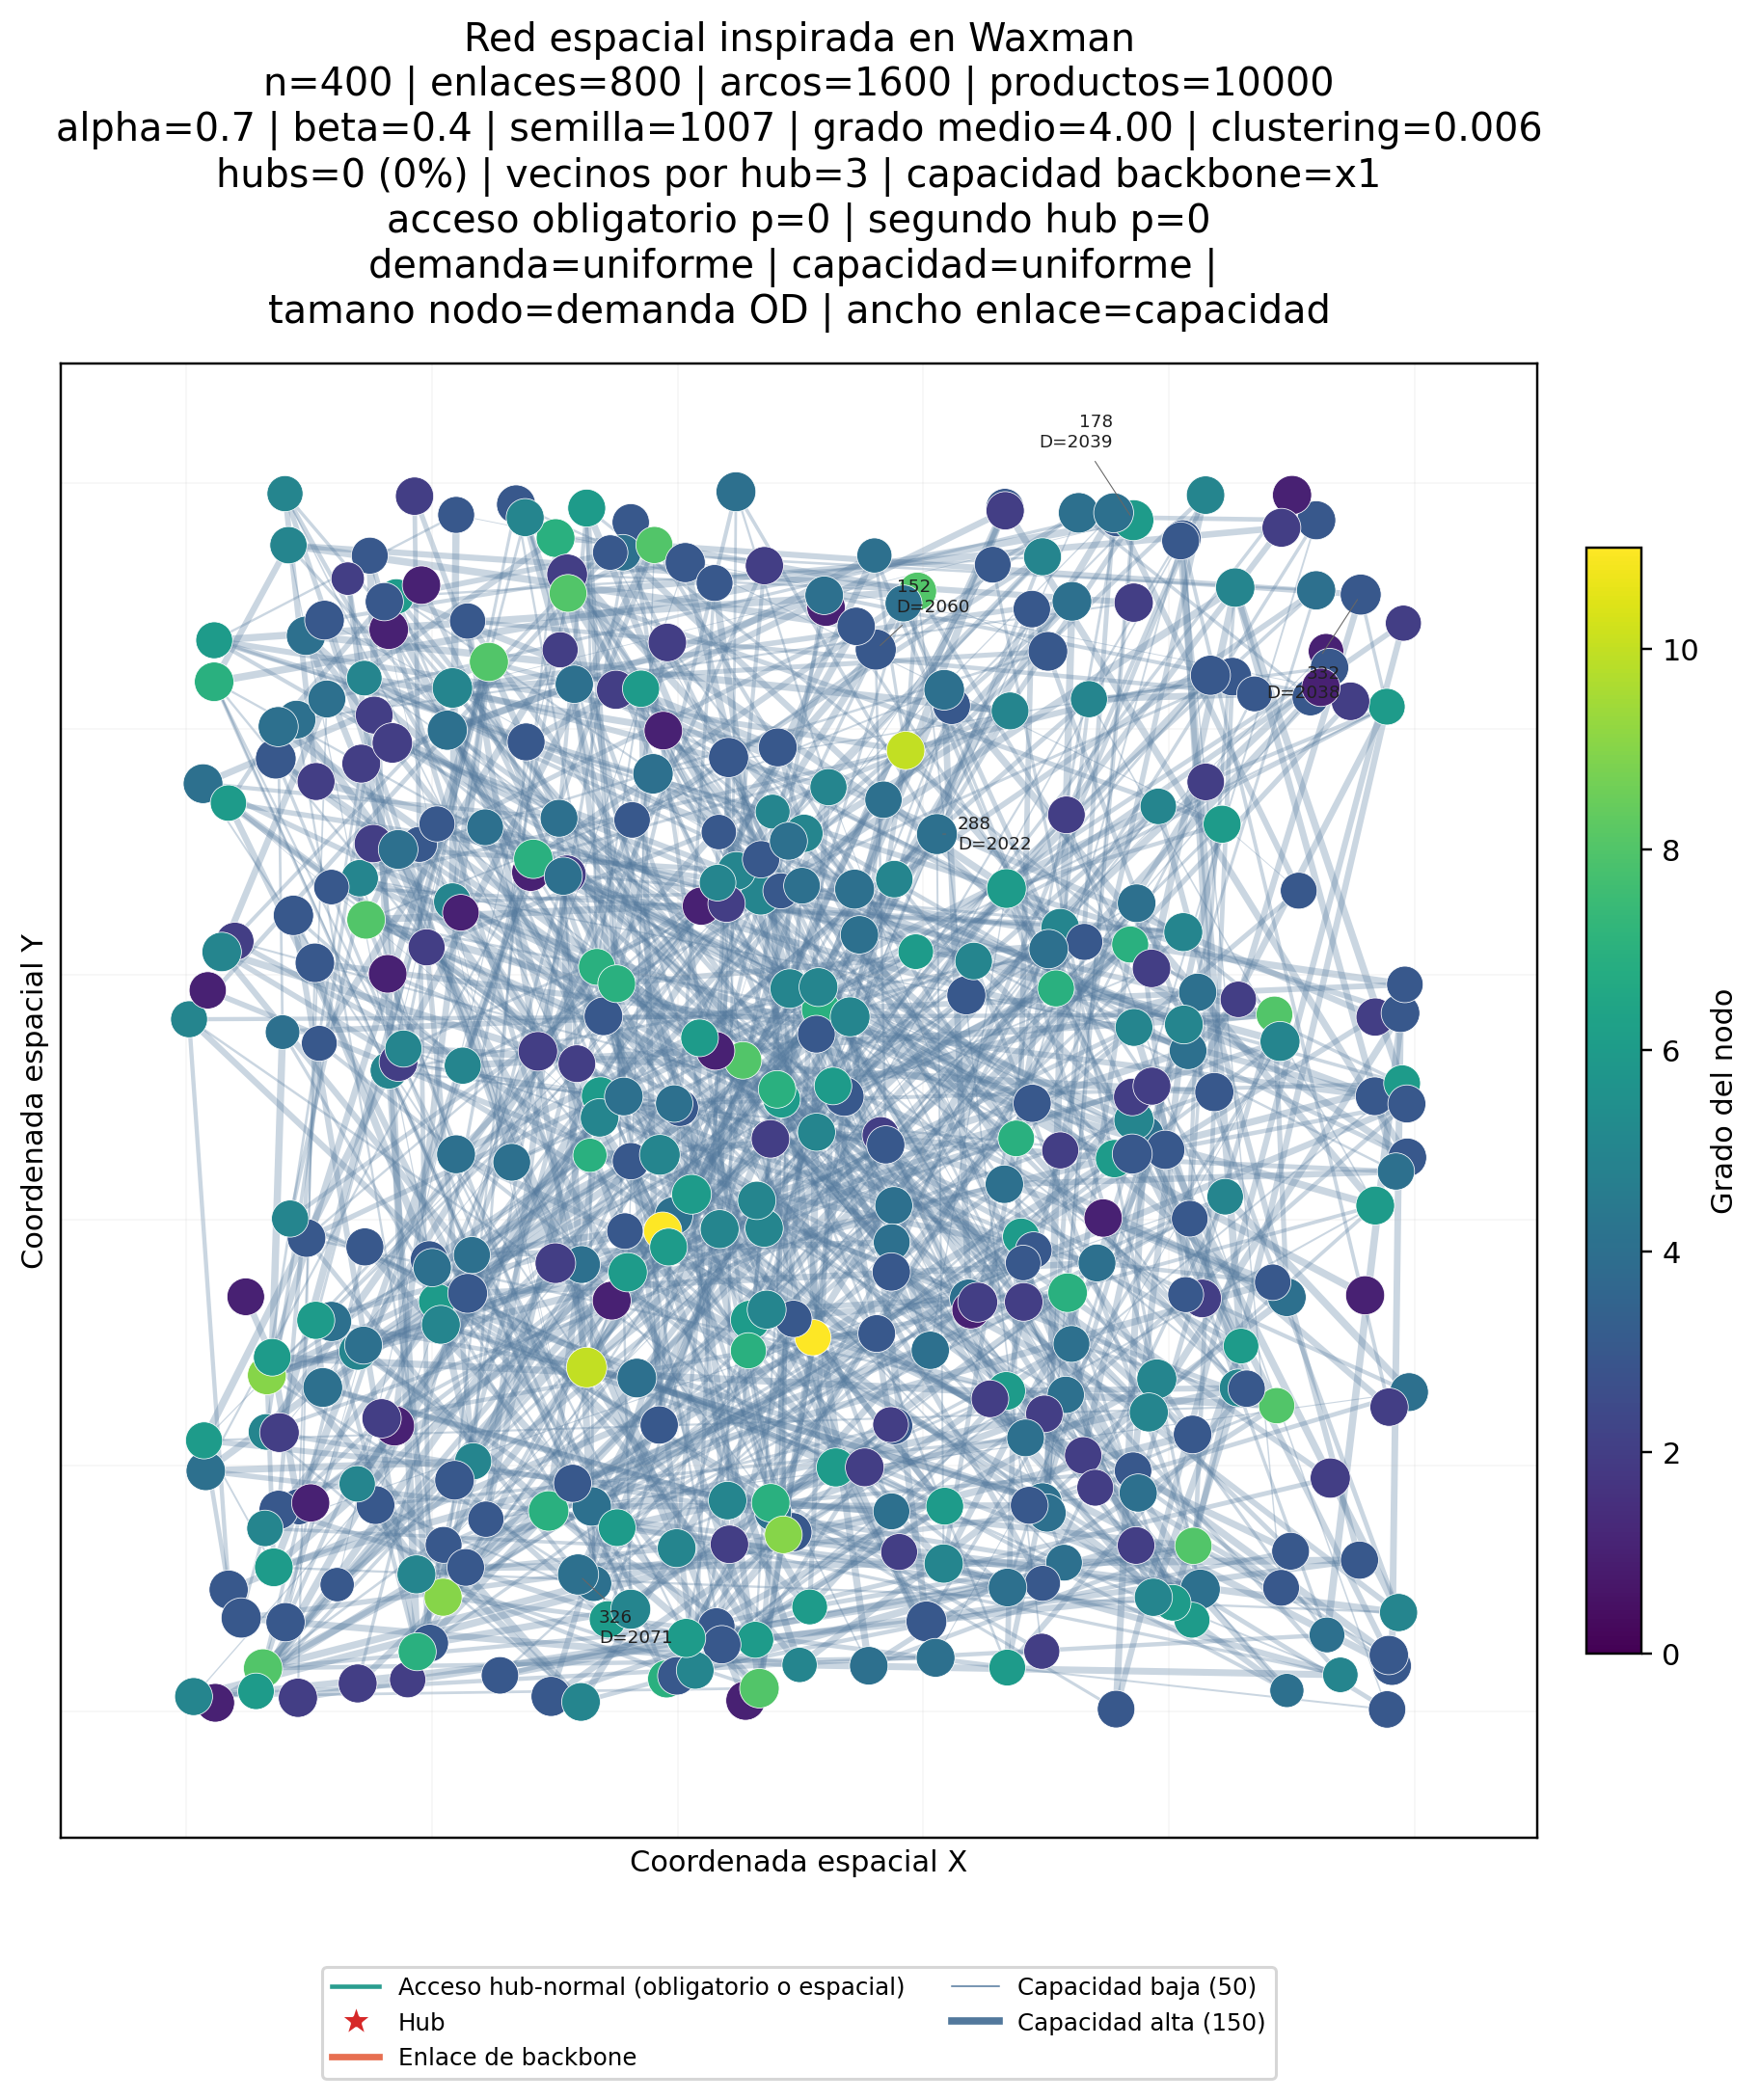 Red espacial inspirada en Waxman
n=400 | enlaces=800 | arcos=1600 | productos=10000
alpha=0.7 | beta=0.4 | semilla=1007 | grado medio=4.00 | clustering=0.006
hubs=0 (0%) | vecinos por hub=3 | capacidad backbone=x1
acceso obligatorio p=0 | segundo hub p=0
demanda=uniforme | capacidad=uniforme |
tamano nodo=demanda OD | ancho enlace=capacidad
178
D=2039
152
D=2060
332
D=2038
288
D=2022
326
D=2071
Coordenada espacial Y
Coordenada espacial X
10
8
6
4
2
0
Grado del nodo
Acceso hub-normal (obligatorio o espacial)
Hub
Enlace de backbone
Capacidad baja (50)
Capacidad alta (150)